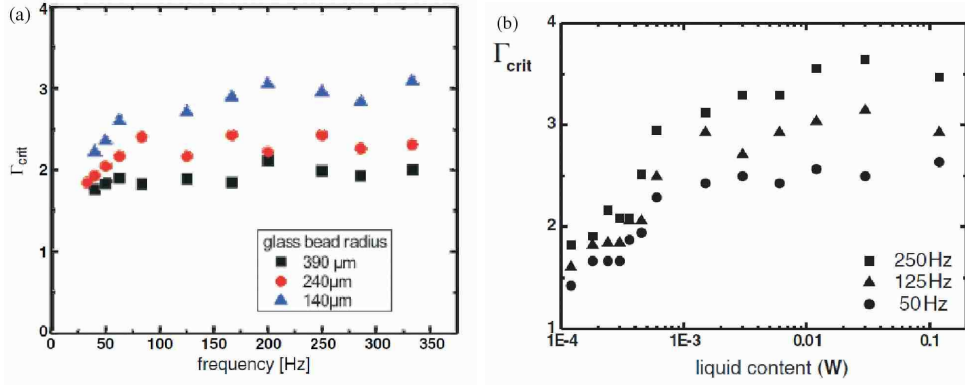 (a)
4
3
2
1
0
Γcrit
0 50 100 150 200 250 300 350
frequency [Hz]
glass bead radius
390 µm
240µm
140µm
(b)
4
Γcrit
3
2
1
250Hz
125Hz
50Hz
1E-4 1E-3 0.01 0.1
liquid content (W)